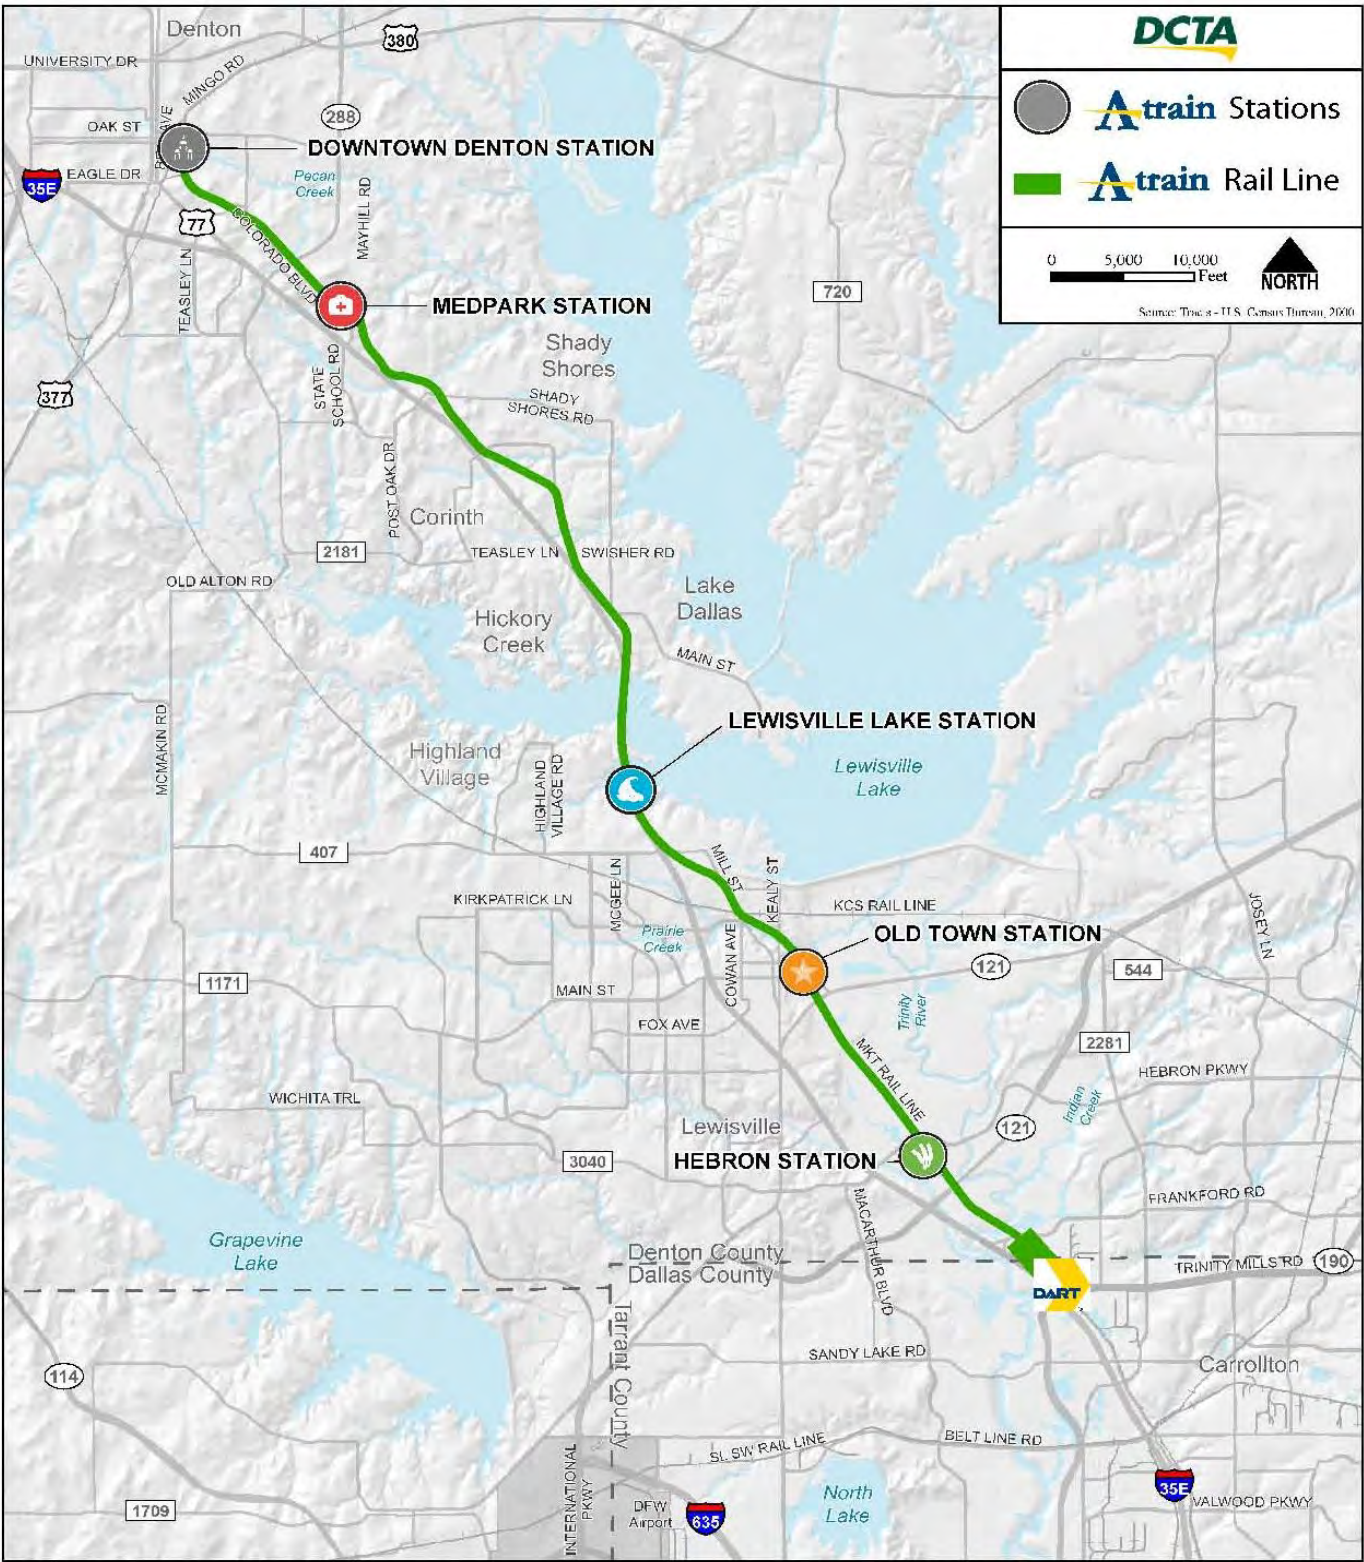 Denton
380
UNIVERSITY DR
MINGO RD
288
OAK ST
AVE
DOWNTOWN DENTON STATION
EAGLE DR
35E
Pecan
Creek
77
COLORADO BLVD
MAYHILL RD
TEASLEY LN
MEDPARK STATION
DCTA
A train Stations
A train Rail Line
0 5,000 10,000
Feet
NORTH
Source: Tracts - U.S. Census Bureau, 2000
720
Shady
Shores
STATE
SCHOOL RD
377
SHADY
SHORES RD
POST OAK DR
Corinth
2181
TEASLEY LN
SWISHER RD
OLD ALTON RD
Lake
Dallas
Hickory
Creek
MAIN ST
MCMAKIN RD
LEWISVILLE LAKE STATION
Highland
Village
HIGHLAND
VILLAGE RD
Lewisville
Lake
407
MILL ST
MCGEE LN
KEALY ST
KIRKPATRICK LN
KCS RAIL LINE
JOSEY LN
Prairie
Creek
COWAN AVE
OLD TOWN STATION
1171
121
544
MAIN ST
FOX AVE
Trinity
River
MKT RAIL LINE
2281
HEBRON PKWY
WICHITA TRL
Indian
Creek
Lewisville
121
3040
HEBRON STATION
MACARTHUR BLVD
FRANKFORD RD
Grapevine
Lake
Denton County
Dallas County
TRINITY MILLS RD
190
DART
Tarrant County
SANDY LAKE RD
Carrollton
114
SL SW RAIL LINE
BELT LINE RD
INTERNATIONAL
PKWY
1709
DFW
Airport
635
North
Lake
35E
VALWOOD PKWY